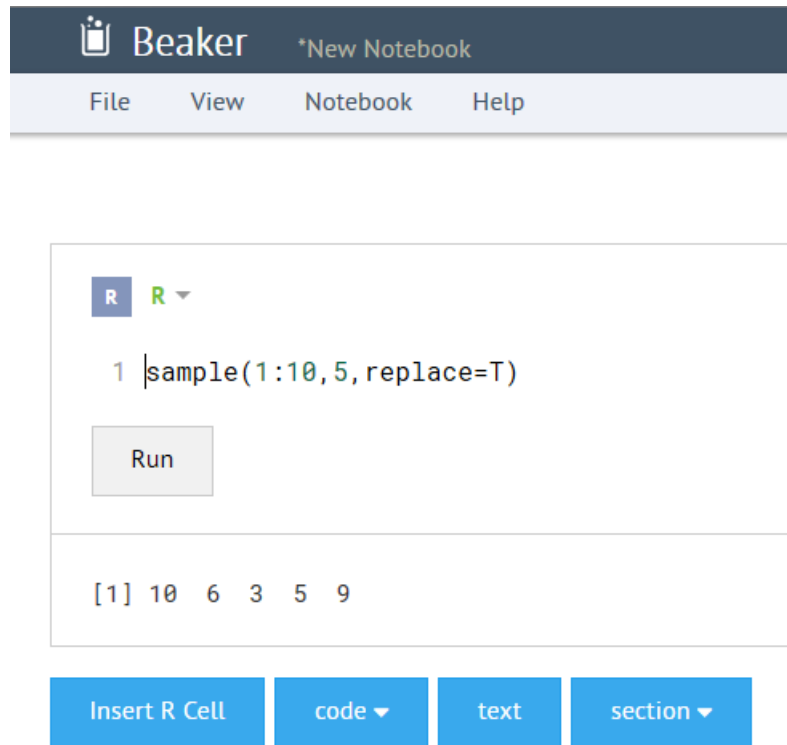 Beaker *New Notebook
File View Notebook Help
R R
1 sample(1:10,5,replace=T)
Run
[1] 10 6 3 5 9
Insert R Cell code text section